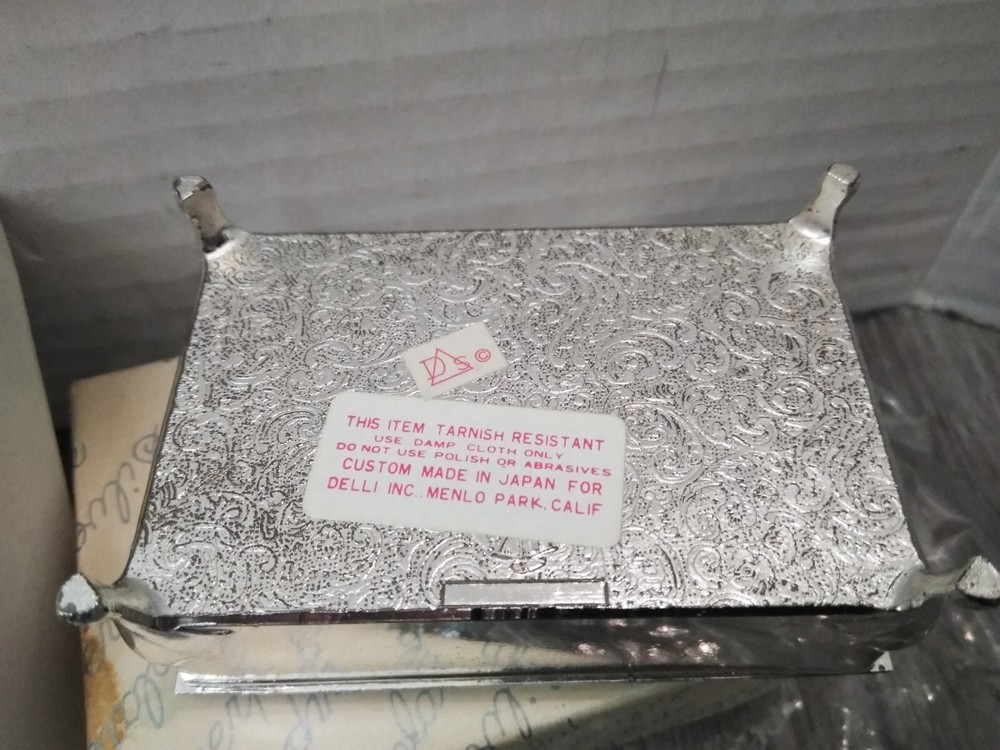 DAS ©
THIS ITEM TARNISH RESISTANT
USE DAMP CLOTH ONLY
DO NOT USE POLISH OR ABRASIVES
CUSTOM MADE IN JAPAN FOR
DELLI INC., MENLO PARK, CALIF